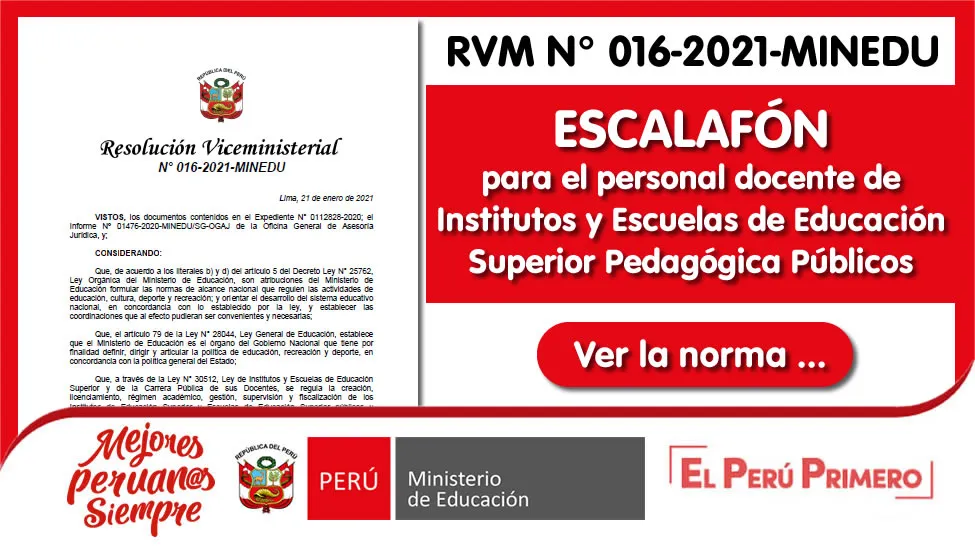 REPÚBLICA DEL PERÚ
Resolución Viceministerial
N° 016-2021-MINEDU
Lima, 21 de enero de 2021
VISTOS, los documentos contenidos en el Expediente N° 0112828-2020; el
Informe N° 01476-2020-MINEDU/SG-OGAJ de la Oficina General de Asesoría
Jurídica, y;
CONSIDERANDO:
Que, de acuerdo a los literales b) y d) del artículo 5 del Decreto Ley N° 25762,
Ley Orgánica del Ministerio de Educación, son atribuciones del Ministerio de
Educación formular las normas de alcance nacional que regulen las actividades de
educación, cultura, deporte y recreación; y orientar el desarrollo del sistema educativo
nacional, en concordancia con lo establecido por la ley, y establecer las
coordinaciones que al efecto pudieran ser convenientes y necesarias;
Que, el artículo 79 de la Ley N° 28044, Ley General de Educación, establece
que el Ministerio de Educación es el órgano del Gobierno Nacional que tiene por
finalidad definir, dirigir y articular la política de educación, recreación y deporte, en
concordancia con la política general del Estado;
Que, a través de la Ley N° 30512, Ley de Institutos y Escuelas de Educación
Superior y de la Carrera Pública de sus Docentes, se regula la creación,
licenciamiento, régimen académico, gestión, supervisión y fiscalización de los
Institutos de Educación Superior y Escuelas de Educación Superior públicos y
RVM N° 016-2021-MINEDU
ESCALAFÓN
para el personal docente de
Institutos y Escuelas de Educación
Superior Pedagógica Públicos
Ver la norma ...
Mejores
peruan@s
Siempre
REPÚBLICA DEL PERÚ
PERÚ
Ministerio
de Educación
EL PERÚ PRIMERO